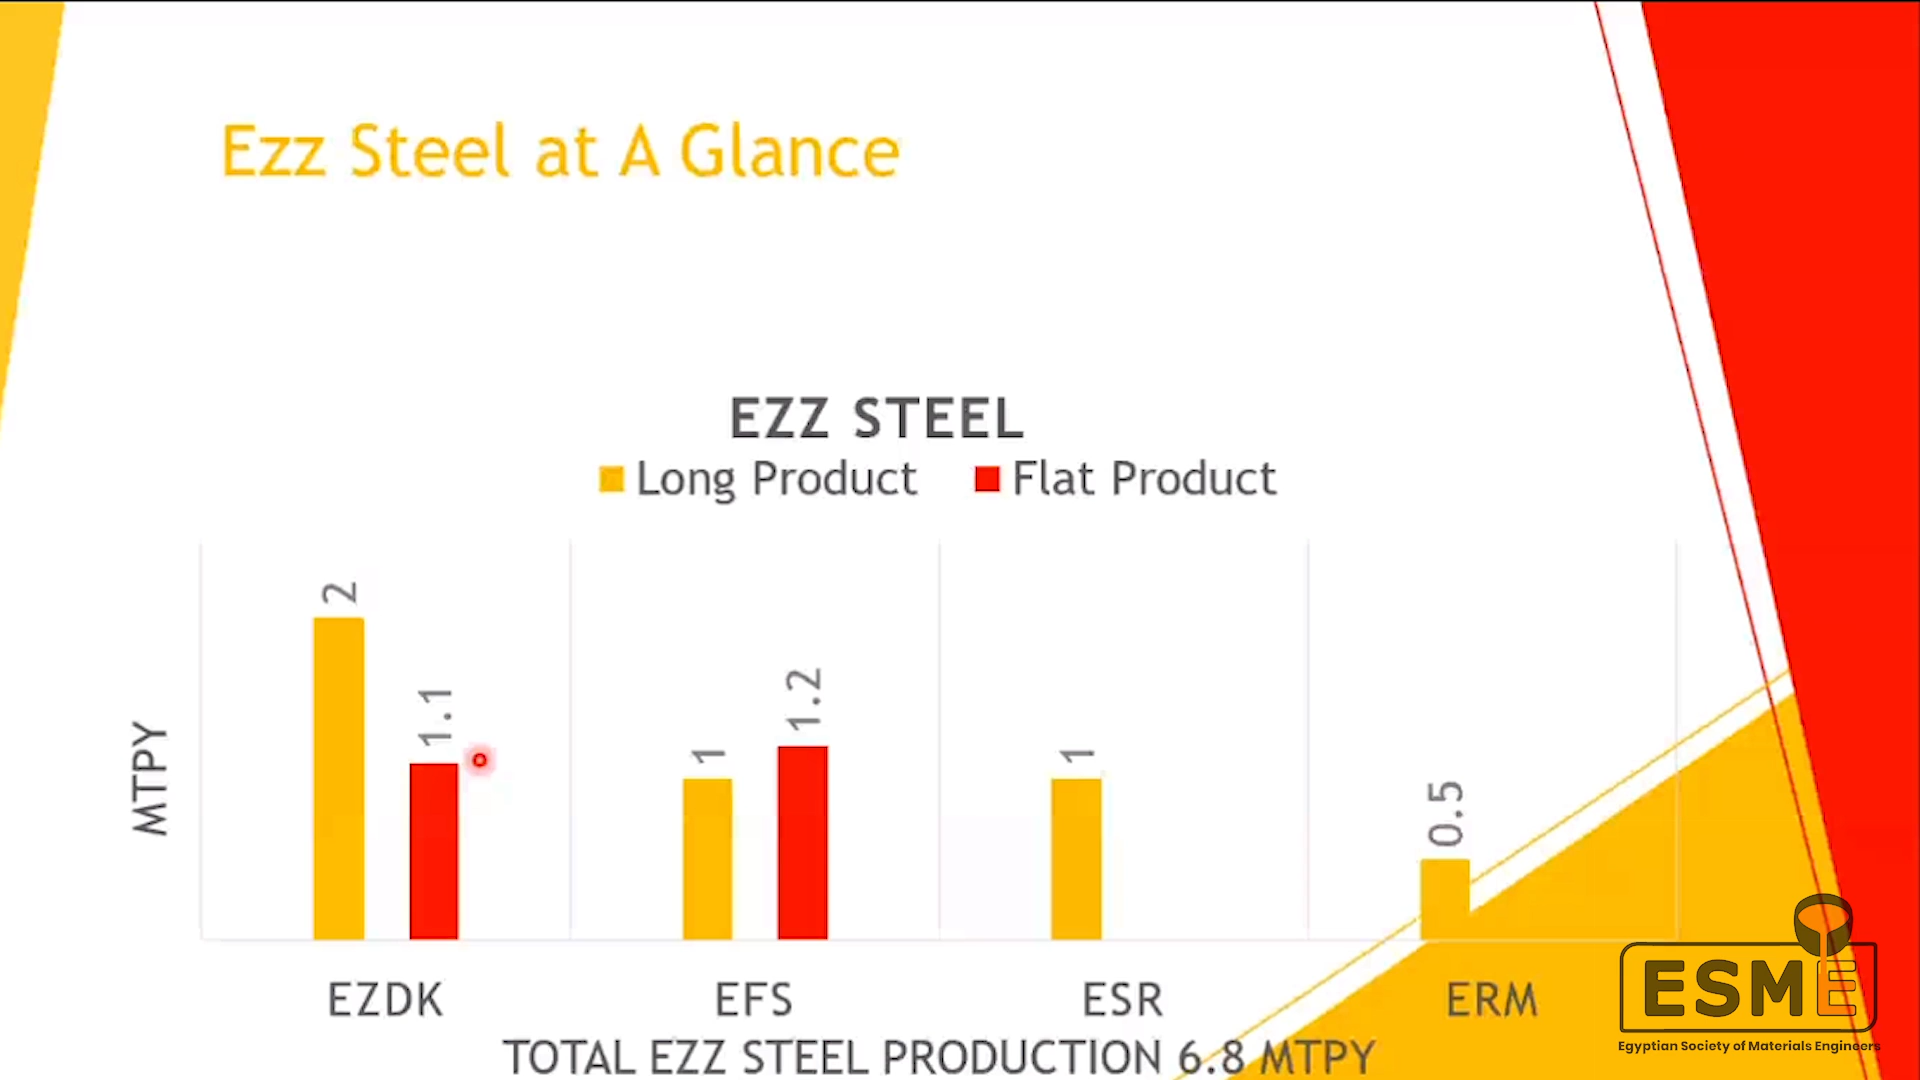 Ezz Steel at A Glance
EZZ STEEL
Long Product Flat Product
2
1.1
1
1.2
1
0.5
MTPY
EZDK EFS ESR ERM
TOTAL EZZ STEEL PRODUCTION 6.8 MTPY
ESME
Egyptian Society of Materials Engineers